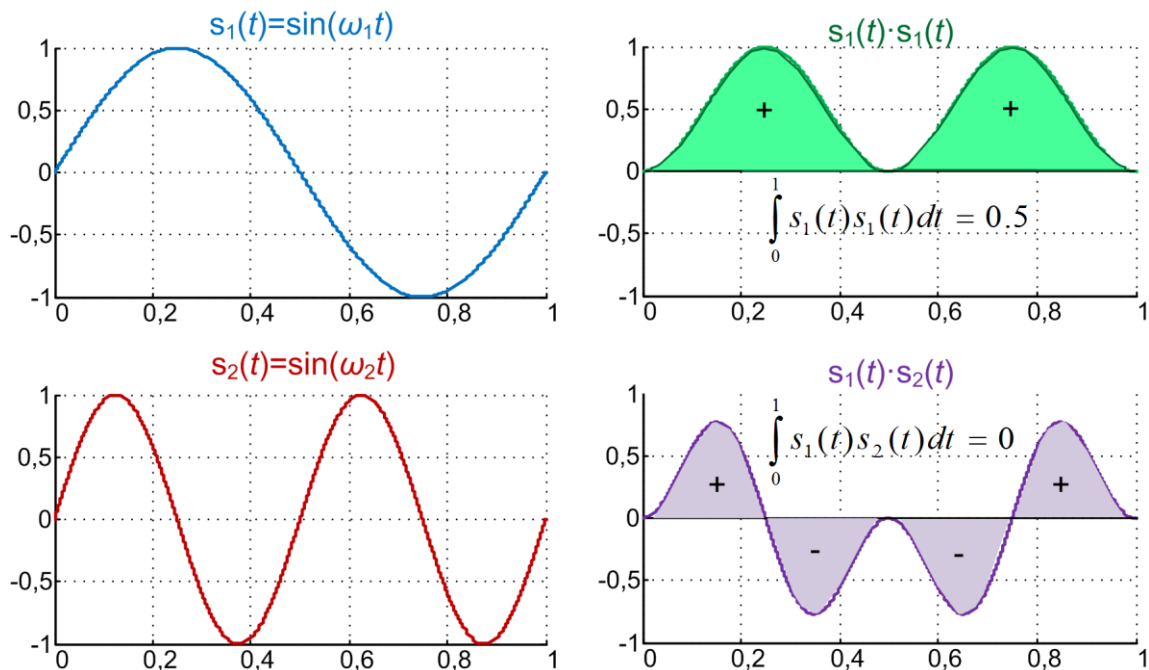 s₁(t)=sin(ω₁t)
1
0,5
0
-0,5
-1
0 0,2 0,4 0,6 0,8 1
s₁(t)·s₁(t)
1
0,5
+ +
0
∫₀¹ s₁(t)s₁(t)dt = 0.5
-0,5
-1
0 0,2 0,4 0,6 0,8 1
s₂(t)=sin(ω₂t)
1
0,5
0
-0,5
-1
0 0,2 0,4 0,6 0,8 1
s₁(t)·s₂(t)
1
∫₀¹ s₁(t)s₂(t)dt = 0
0,5
+ +
0
- -
-0,5
-1
0 0,2 0,4 0,6 0,8 1